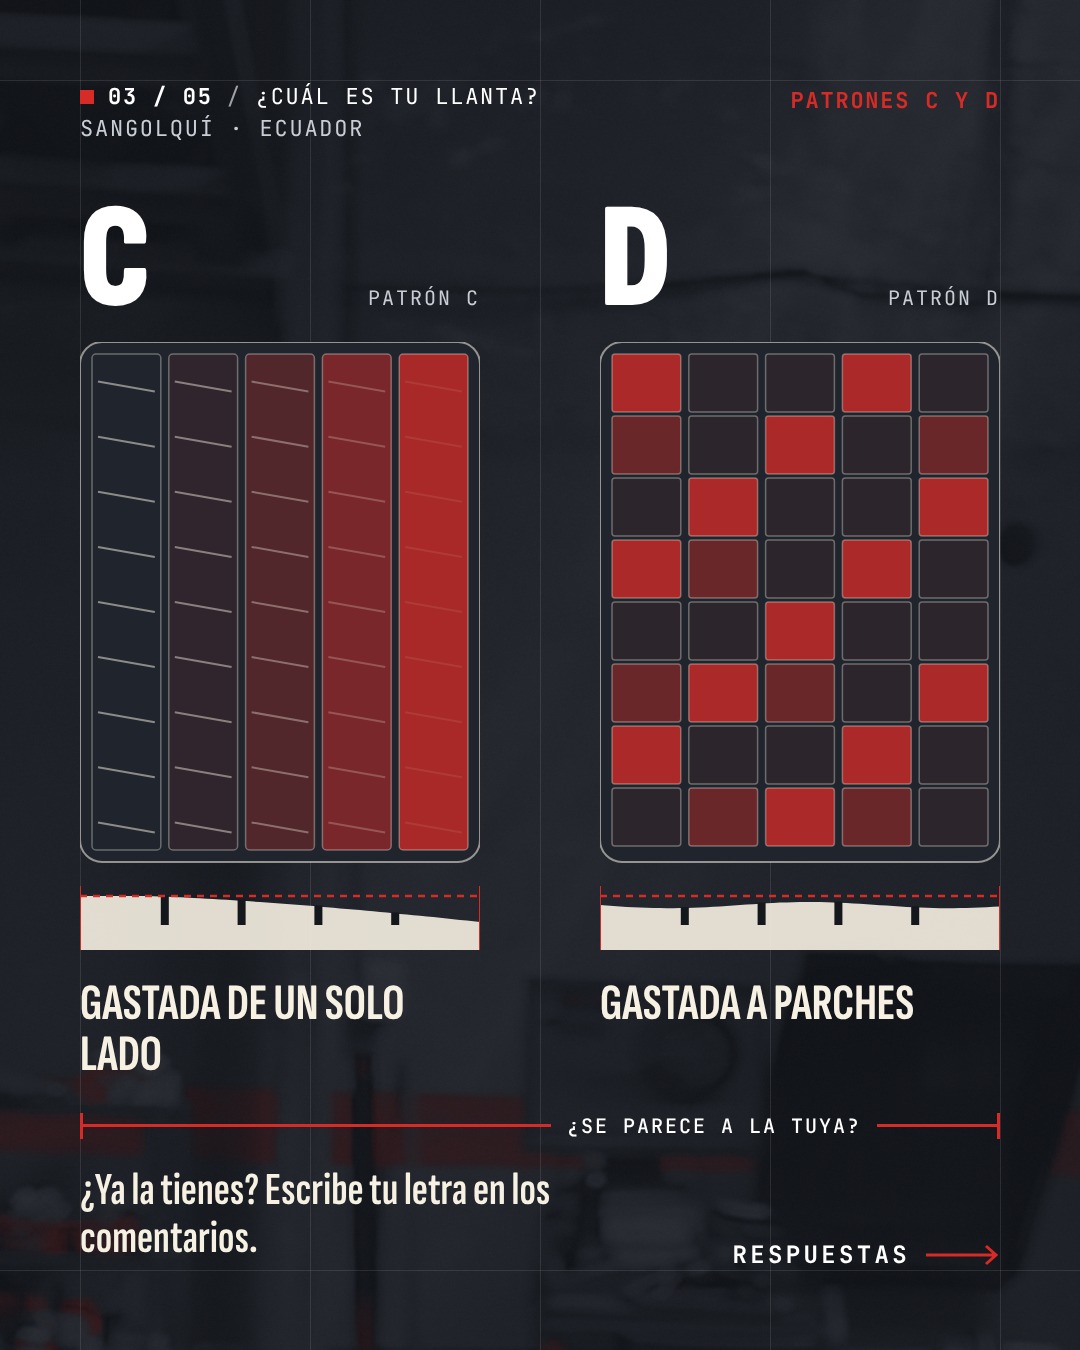 03 / 05 / ¿CUÁL ES TU LLANTA?
SANGOLQUÍ · ECUADOR
PATRONES C Y D
C
PATRÓN C
D
PATRÓN D
GASTADA DE UN SOLO
LADO
GASTADA A PARCHES
¿SE PARECE A LA TUYA?
¿Ya la tienes? Escribe tu letra en los
comentarios.
RESPUESTAS